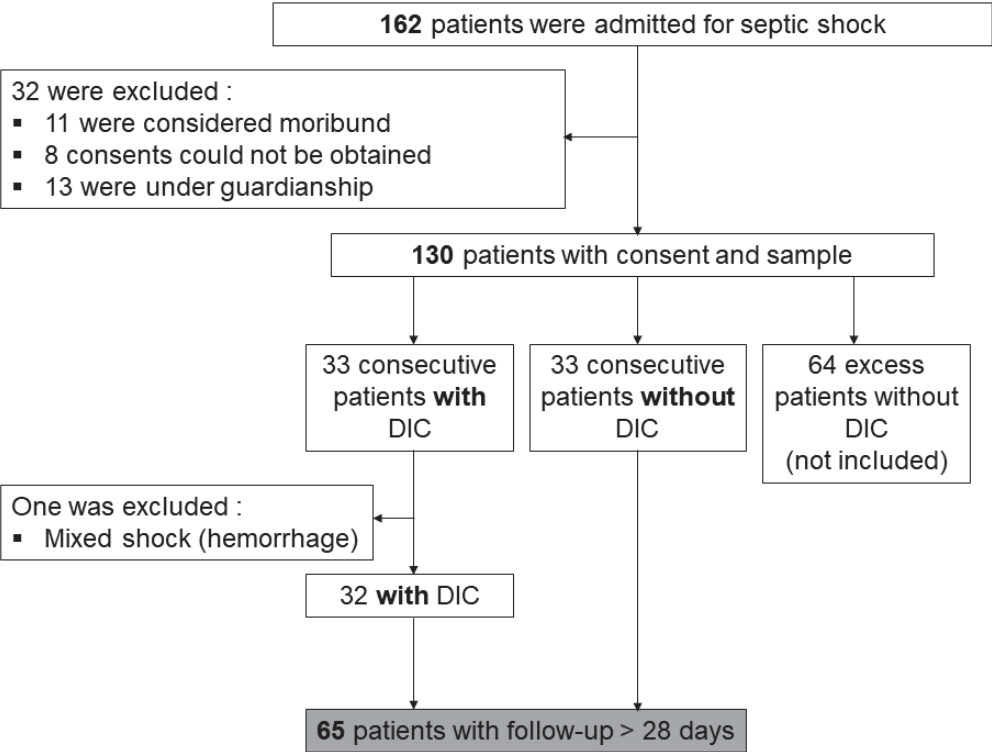 162 patients were admitted for septic shock
32 were excluded :
▪ 11 were considered moribund
▪ 8 consents could not be obtained
▪ 13 were under guardianship
130 patients with consent and sample
33 consecutive
patients with
DIC
33 consecutive
patients without
DIC
64 excess
patients without
DIC
(not included)
One was excluded :
▪ Mixed shock (hemorrhage)
32 with DIC
65 patients with follow-up > 28 days